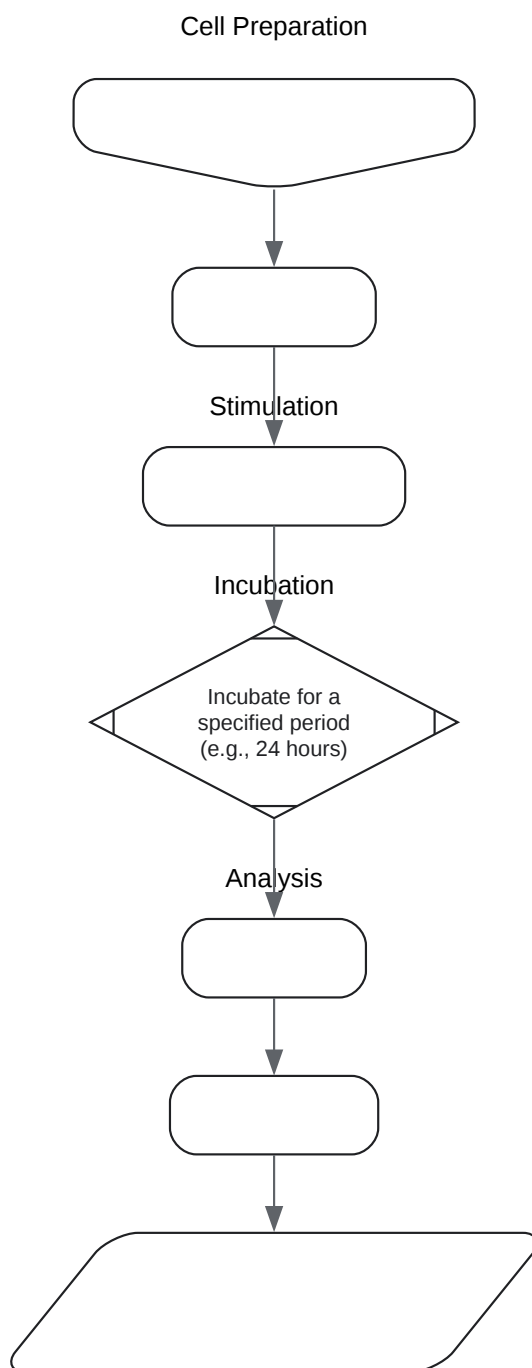 Cell Preparation
Stimulation
Incubation
Incubate for a
specified period
(e.g., 24 hours)
Analysis